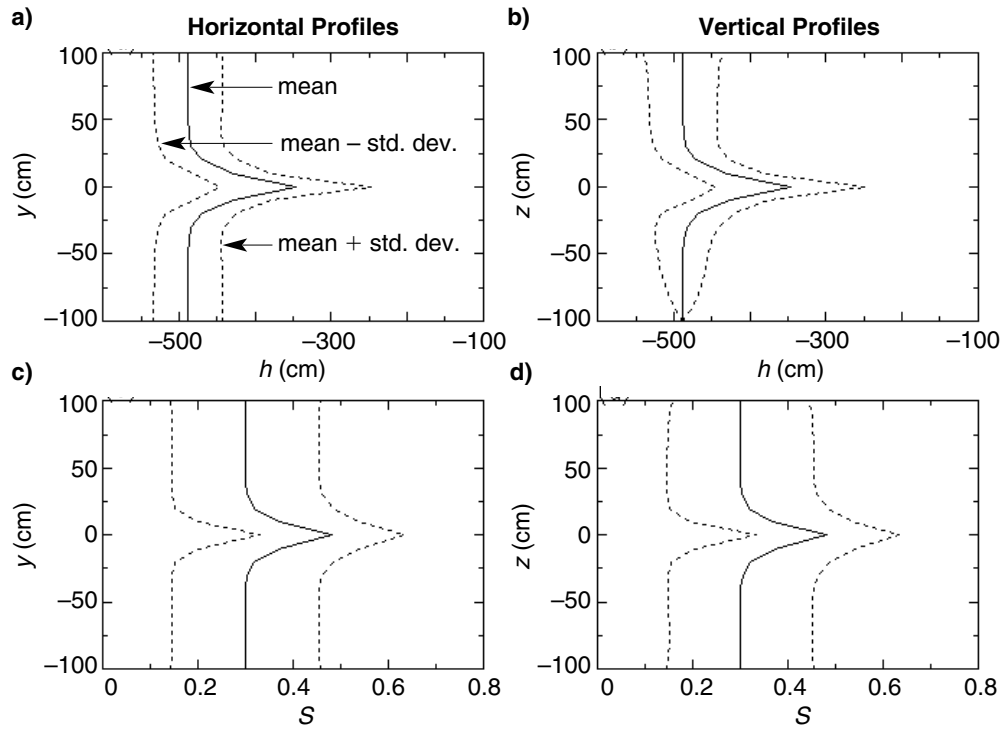 a) Horizontal Profiles
b) Vertical Profiles
100
50
0
−50
−100
y (cm)
mean
mean − std. dev.
mean + std. dev.
−500 −300 −100
h (cm)
100
50
0
−50
−100
z (cm)
−500 −300 −100
h (cm)
c)
100
50
0
−50
−100
y (cm)
0 0.2 0.4 0.6 0.8
S
d)
100
50
0
−50
−100
z (cm)
0 0.2 0.4 0.6 0.8
S